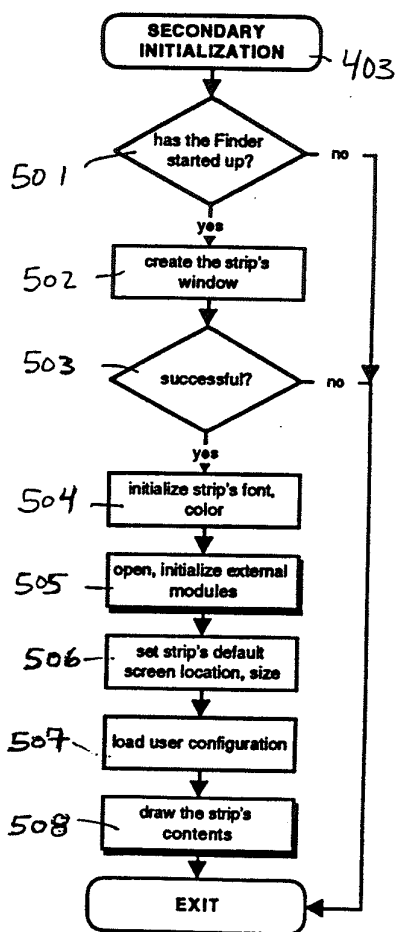 SECONDARY
INITIALIZATION
403
has the Finder
started up?
no
501
yes
create the strip's
window
502
503
successful?
no
yes
504
initialize strip's font,
color
505
open, initialize external
modules
506
set strip's default
screen location, size
507
load user configuration
508
draw the strip's
contents
EXIT